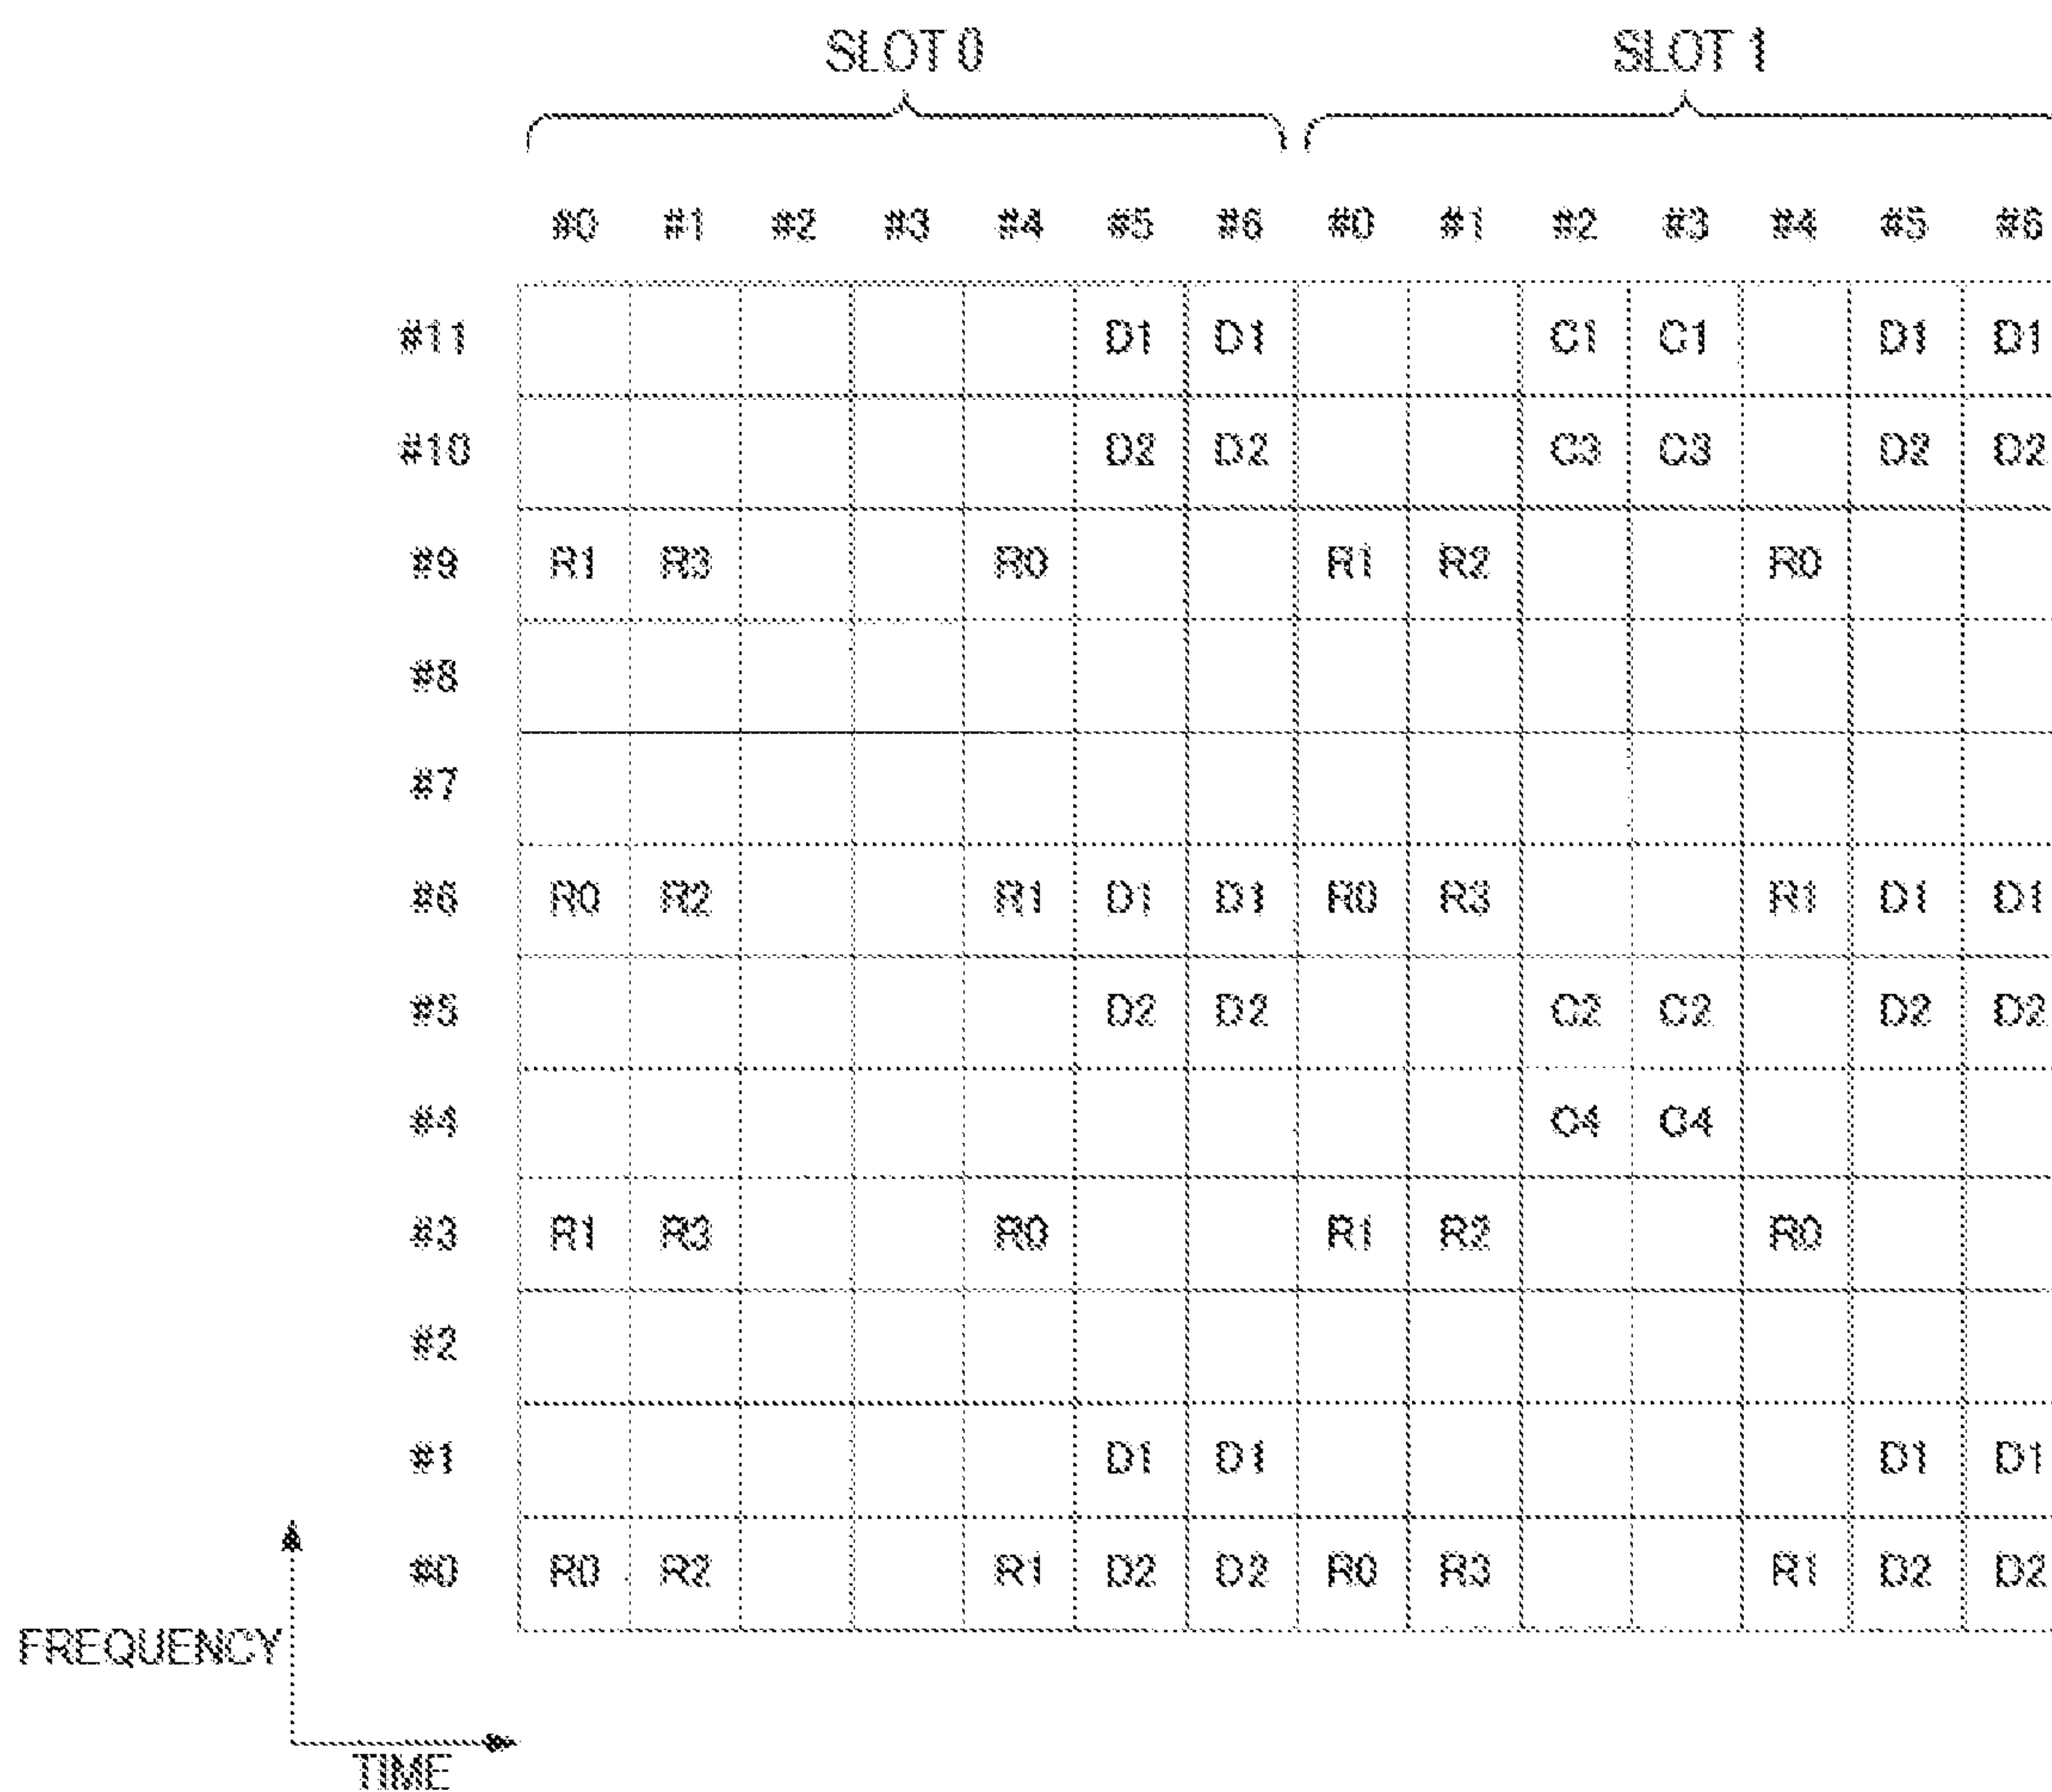 SLOT 0 SLOT 1
#0 #1 #2 #3 #4 #5 #6 #0 #1 #2 #3 #4 #5 #6
#11 D1 D1 C1 C1 D1 D1
#10 D2 D2 C3 C3 D2 D2
#9 R1 R3 R0 R1 R2 R0
#8
#7
#6 R0 R2 R1 D1 D1 R0 R3 R1 D1 D1
#5 D2 D2 C2 C2 D2 D2
#4 C4 C4
#3 R1 R3 R0 R1 R2 R0
#2
#1 D1 D1 D1 D1
#0 R0 R2 R1 D2 D2 R0 R3 R1 D2 D2
FREQUENCY
TIME